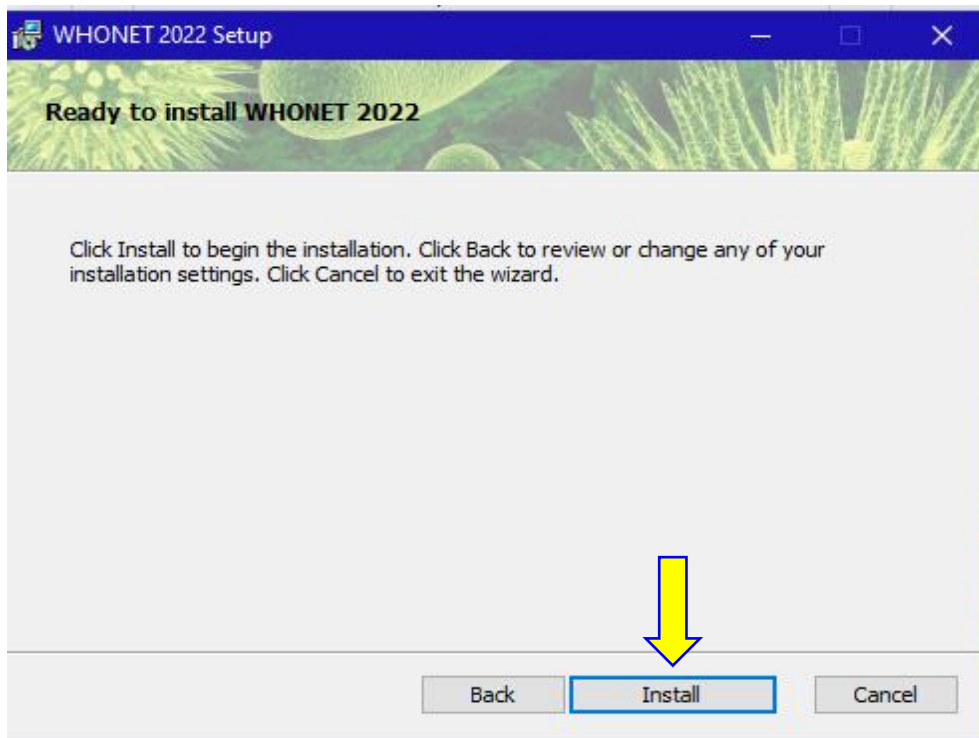 WHONET 2022 Setup
Ready to install WHONET 2022
Click Install to begin the installation. Click Back to review or change any of your
installation settings. Click Cancel to exit the wizard.
Back Install Cancel